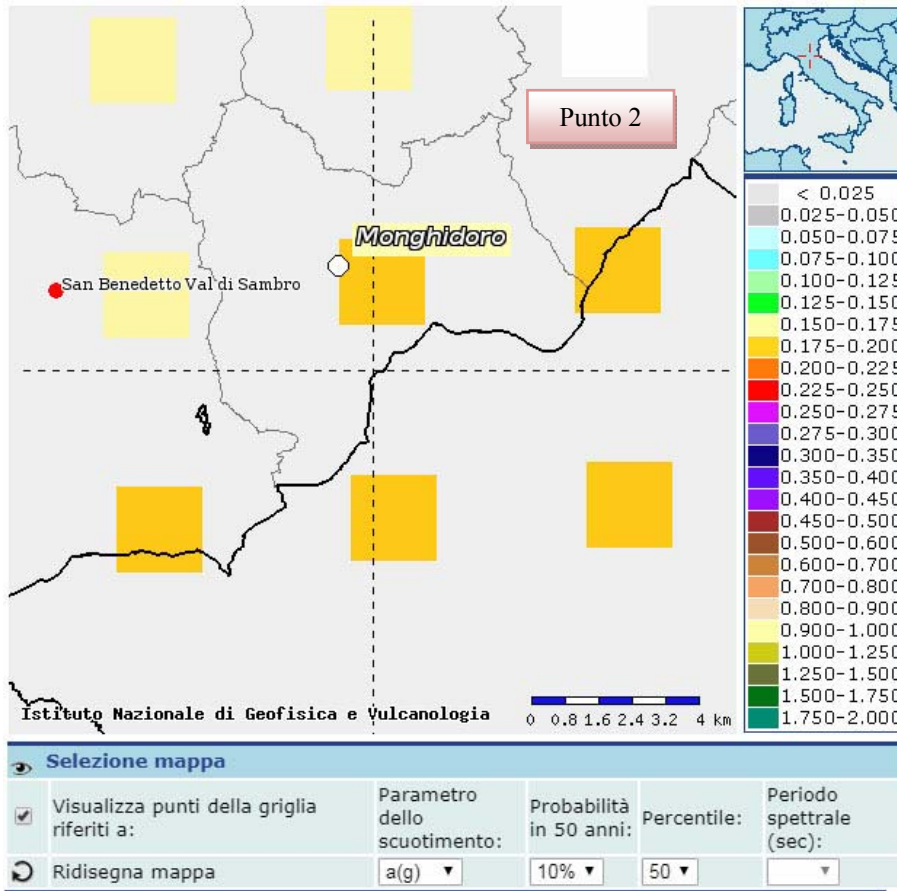 Punto 2
Monghidoro
San Benedetto Val di Sambro
Istituto Nazionale di Geofisica e Vulcanologia
0 0.8 1.6 2.4 3.2 4 km
< 0.025
0.025-0.050
0.050-0.075
0.075-0.100
0.100-0.125
0.125-0.150
0.150-0.175
0.175-0.200
0.200-0.225
0.225-0.250
0.250-0.275
0.275-0.300
0.300-0.350
0.350-0.400
0.400-0.450
0.450-0.500
0.500-0.600
0.600-0.700
0.700-0.800
0.800-0.900
0.900-1.000
1.000-1.250
1.250-1.500
1.500-1.750
1.750-2.000
Selezione mappa
Visualizza punti della griglia
riferiti a:
Parametro
dello
scuotimento:
Probabilità
in 50 anni:
Percentile:
Periodo
spettrale
(sec):
Ridisegna mappa
a(g)
10%
50